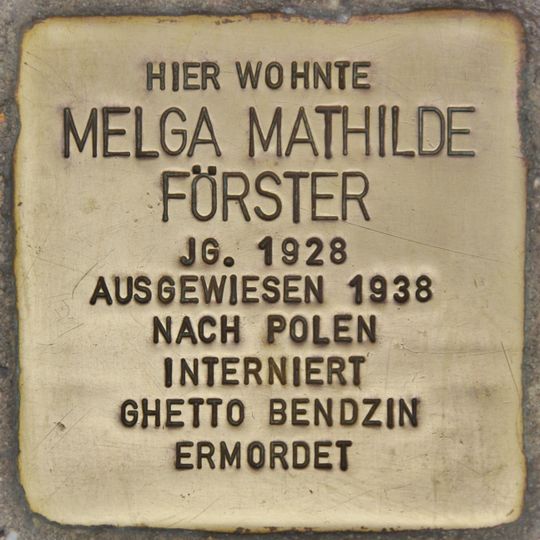 HIER WOHNTE
MELGA MATHILDE
FÖRSTER
JG. 1928
AUSGEWIESEN 1938
NACH POLEN
INTERNIERT
GHETTO BENDZIN
ERMORDET